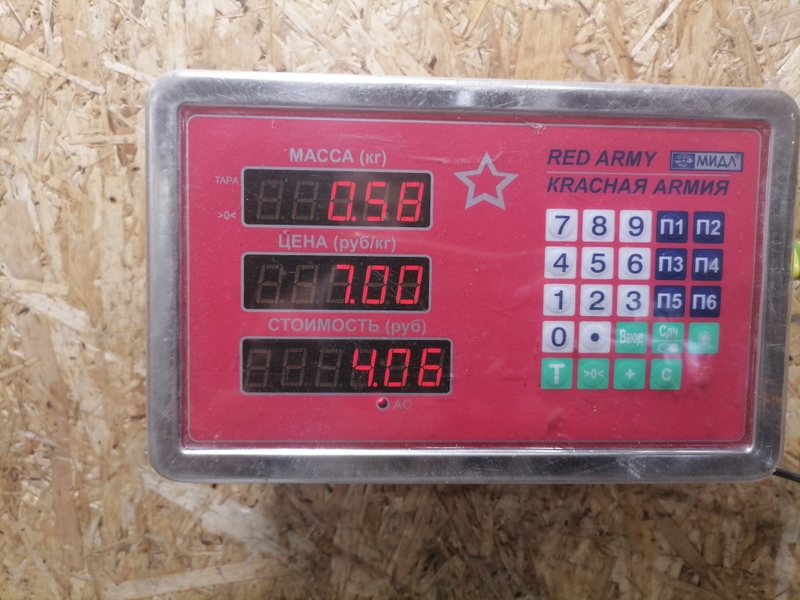 МАССА (кг)
ТАРА
>0<
0.58
ЦЕНА (руб/кг)
7.00
СТОИМОСТЬ (руб)
4.06
AC
RED ARMY МИДЛ
КRАСНАЯ ARМИЯ
7 8 9 П1 П2
4 5 6 П3 П4
1 2 3 П5 П6
0 • Ввод Сдч
T >0< + C